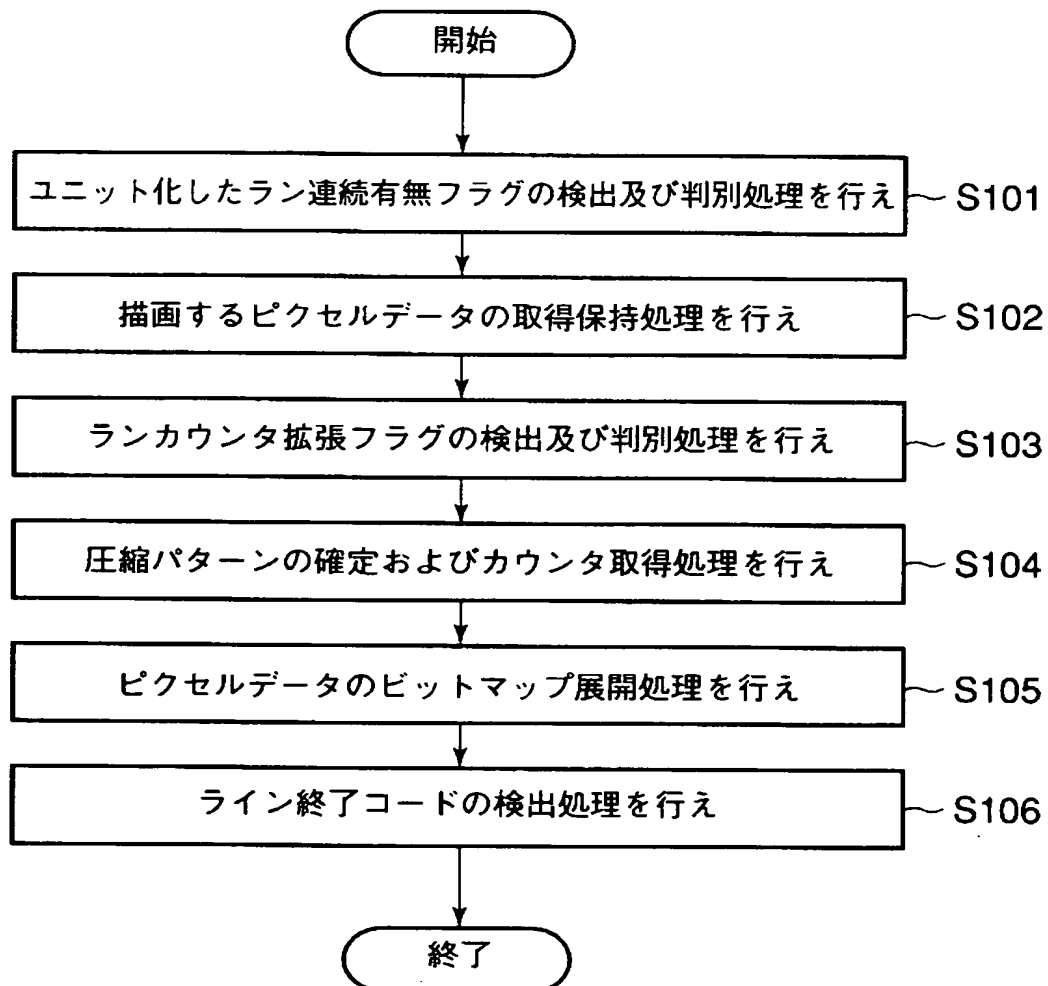 開始
ユニット化したラン連続有無フラグの検出及び判別処理を行え
S101
描画するピクセルデータの取得保持処理を行え
S102
ランカウンタ拡張フラグの検出及び判別処理を行え
S103
圧縮パターンの確定およびカウンタ取得処理を行え
S104
ピクセルデータのビットマップ展開処理を行え
S105
ライン終了コードの検出処理を行え
S106
終了